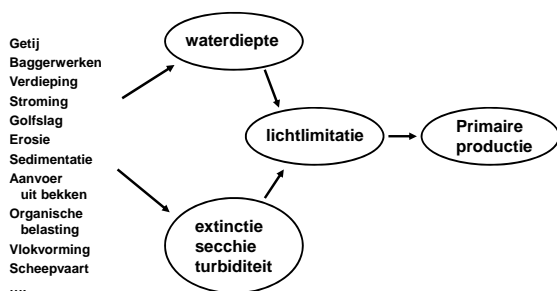 Getij
Baggerwerken
Verdieping
Stroming
Golfslag
Erosie
Sedimentatie
Aanvoer
uit bekken
Organische
belasting
Vlokvorming
Scheepvaart
....
waterdiepte
extinctie
secchie
turbiditeit
lichtlimitatie
Primaire
productie